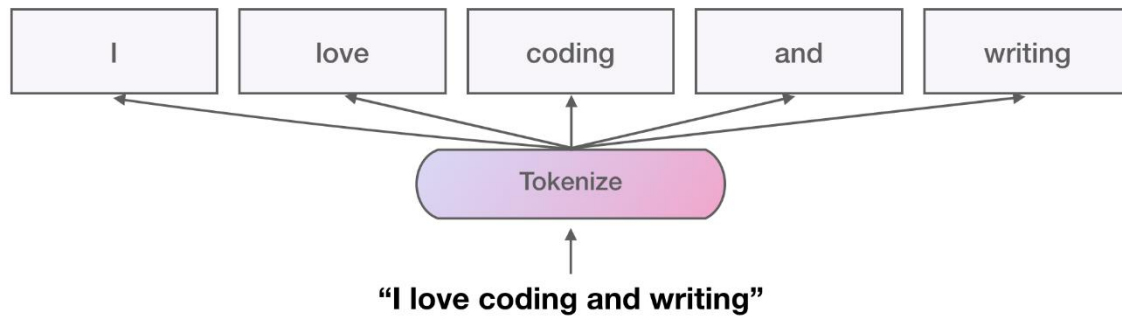 I love coding and writing
Tokenize
“I love coding and writing”